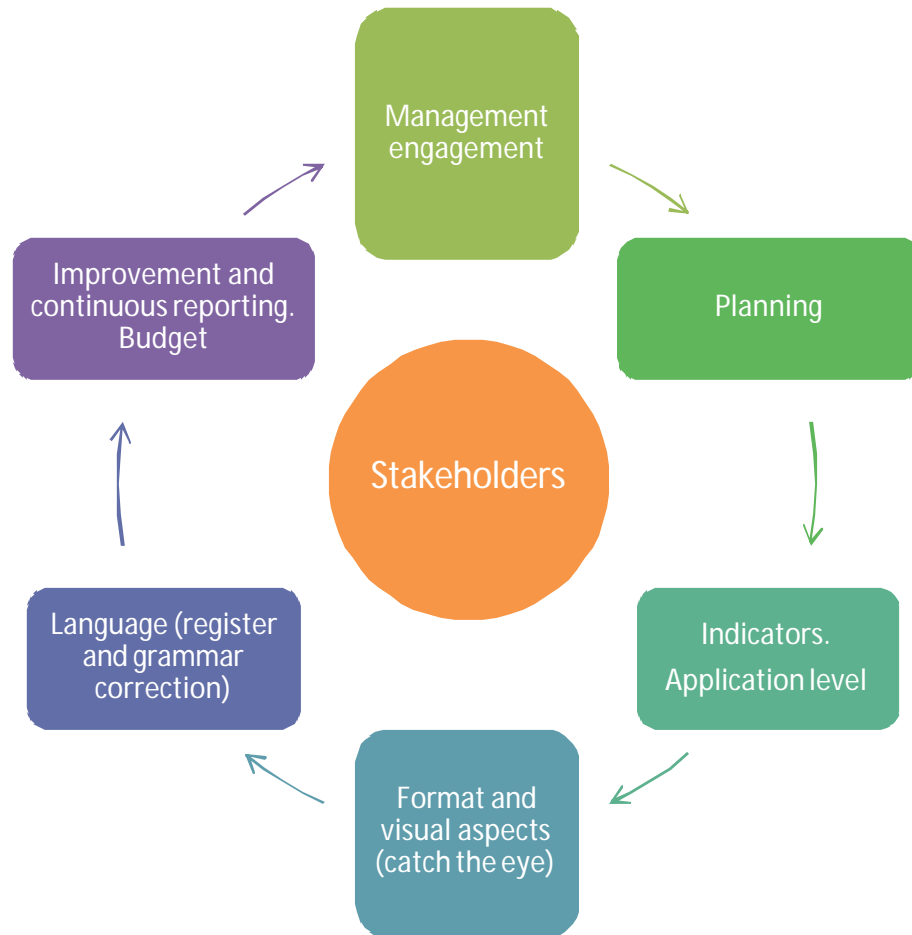 Management
engagement
Planning
Indicators.
Application level
Format and
visual aspects
(catch the eye)
Language (register
and grammar
correction)
Improvement and
continuous reporting.
Budget
Stakeholders